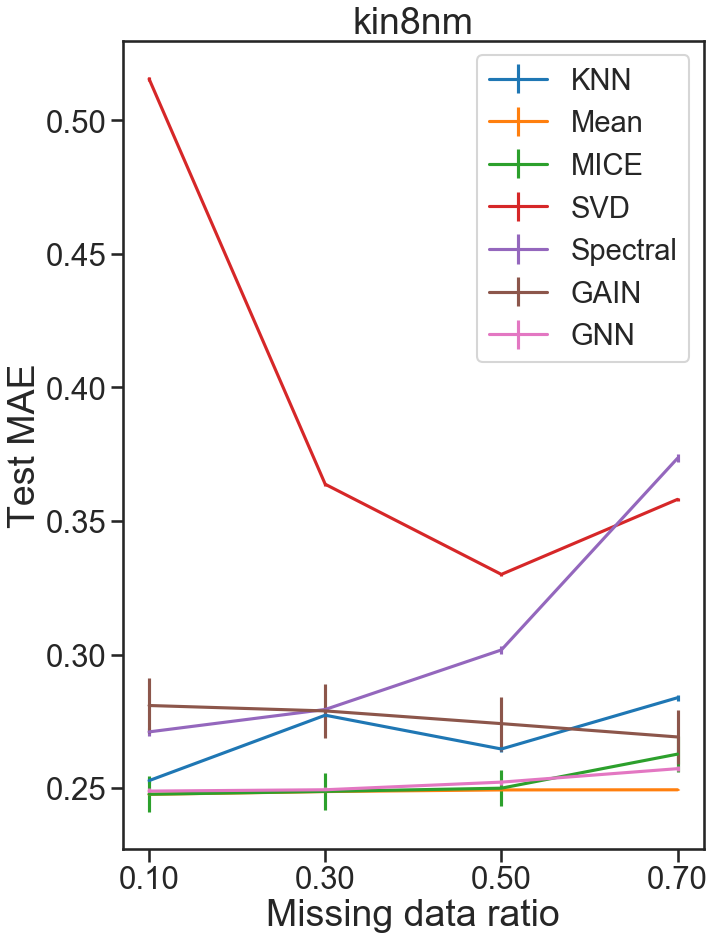 kin8nm
KNN
Mean
MICE
SVD
Spectral
GAIN
GNN
Test MAE
0.50
0.45
0.40
0.35
0.30
0.25
0.10 0.30 0.50 0.70
Missing data ratio